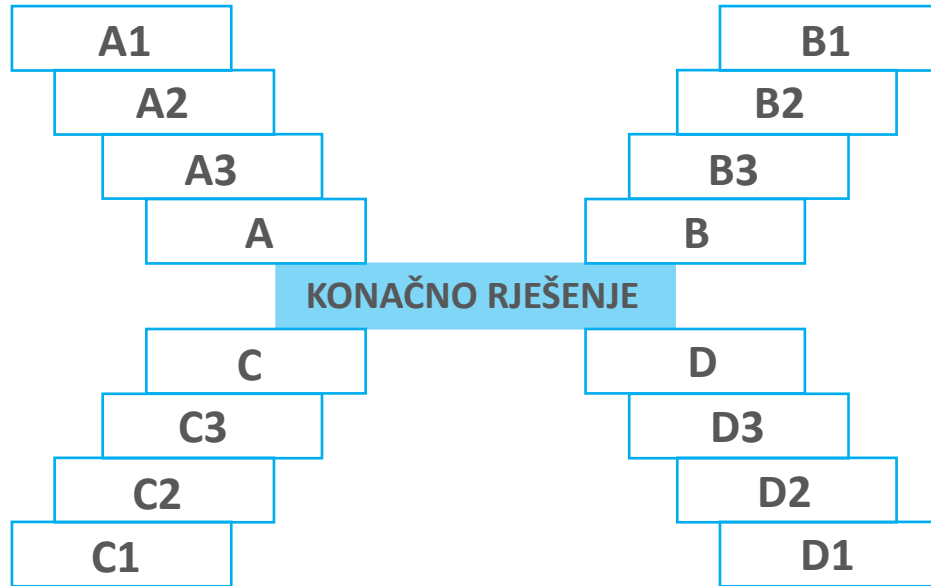 A1 B1
A2 B2
A3 B3
A B
KONAČNO RJEŠENJE
C D
C3 D3
C2 D2
C1 D1